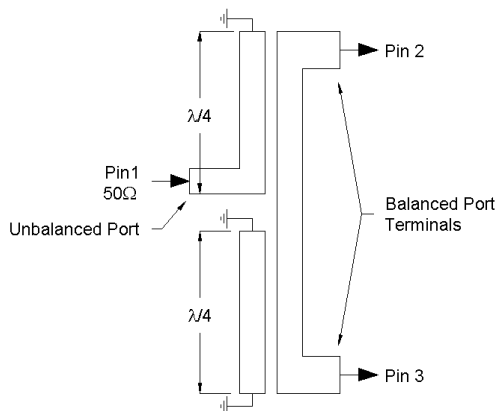 Pin 2
λ/4
Pin1
50Ω
Unbalanced Port
Balanced Port
Terminals
λ/4
Pin 3